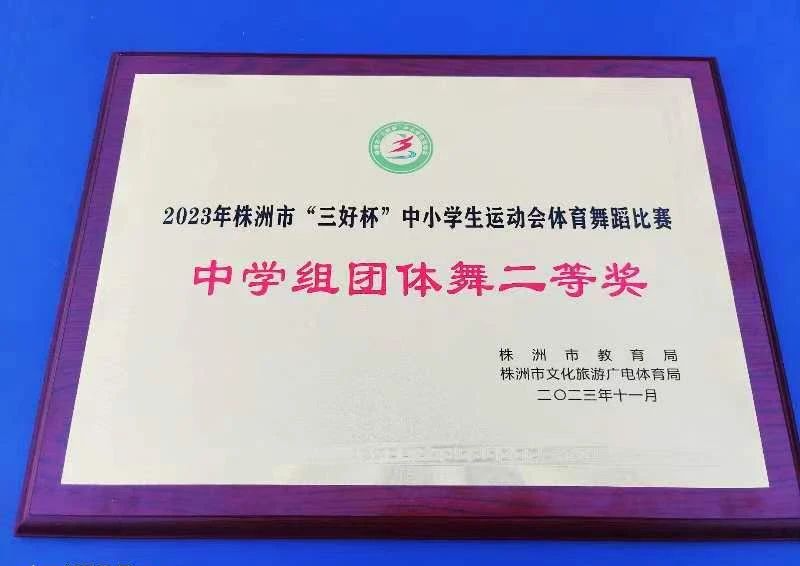 2023年株洲市“三好杯”中小学生运动会体育舞蹈比赛
中学组团体舞二等奖
株洲市教育局
株洲市文化旅游广电体育局
二〇二三年十一月